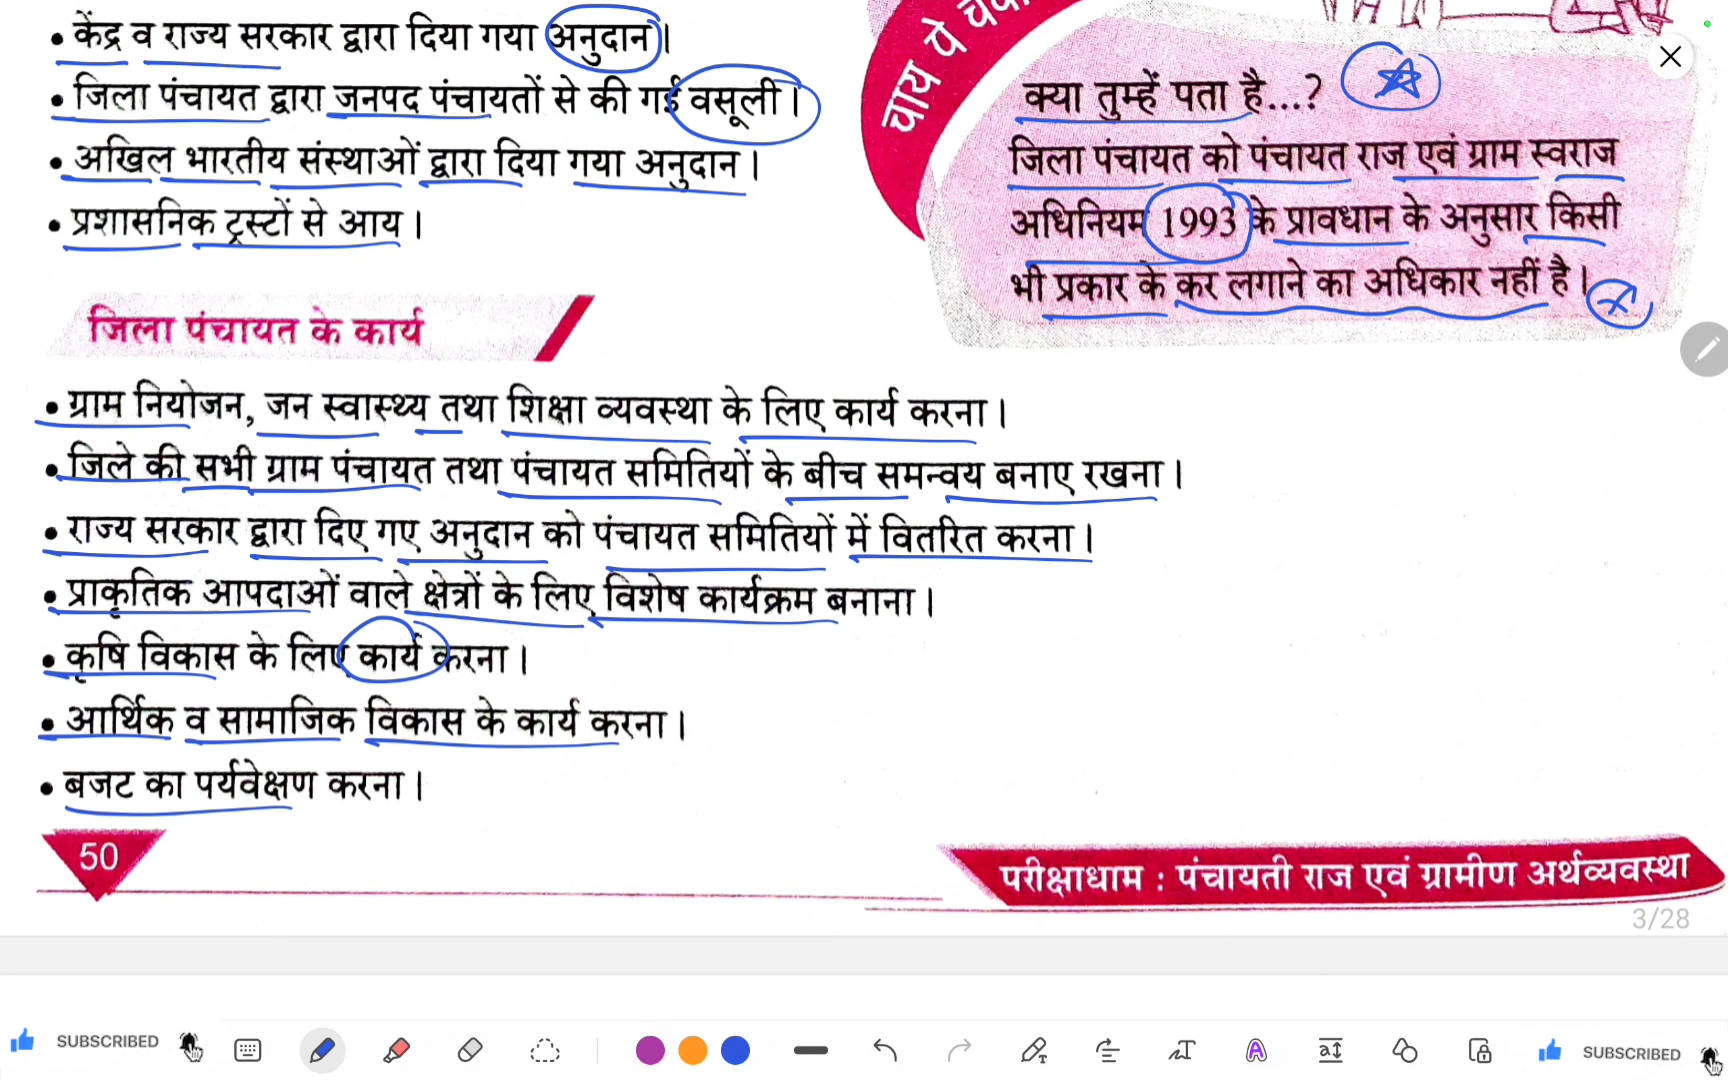 • केंद्र व राज्य सरकार द्वारा दिया गया अनुदान।
• जिला पंचायत द्वारा जनपद पंचायतों से की गई वसूली।
• अखिल भारतीय संस्थाओं द्वारा दिया गया अनुदान।
• प्रशासनिक ट्रस्टों से आय।
चाय पे
क्या तुम्हें पता है...?
जिला पंचायत को पंचायत राज एवं ग्राम स्वराज
अधिनियम 1993 के प्रावधान के अनुसार किसी
भी प्रकार के कर लगाने का अधिकार नहीं है।
जिला पंचायत के कार्य
• ग्राम नियोजन, जन स्वास्थ्य तथा शिक्षा व्यवस्था के लिए कार्य करना।
• जिले की सभी ग्राम पंचायत तथा पंचायत समितियों के बीच समन्वय बनाए रखना।
• राज्य सरकार द्वारा दिए गए अनुदान को पंचायत समितियों में वितरित करना।
• प्राकृतिक आपदाओं वाले क्षेत्रों के लिए विशेष कार्यक्रम बनाना।
• कृषि विकास के लिए कार्य करना।
• आर्थिक व सामाजिक विकास के कार्य करना।
• बजट का पर्यवेक्षण करना।
50
परीक्षाधाम : पंचायती राज एवं ग्रामीण अर्थव्यवस्था
3/28
SUBSCRIBED
SUBSCRIBED